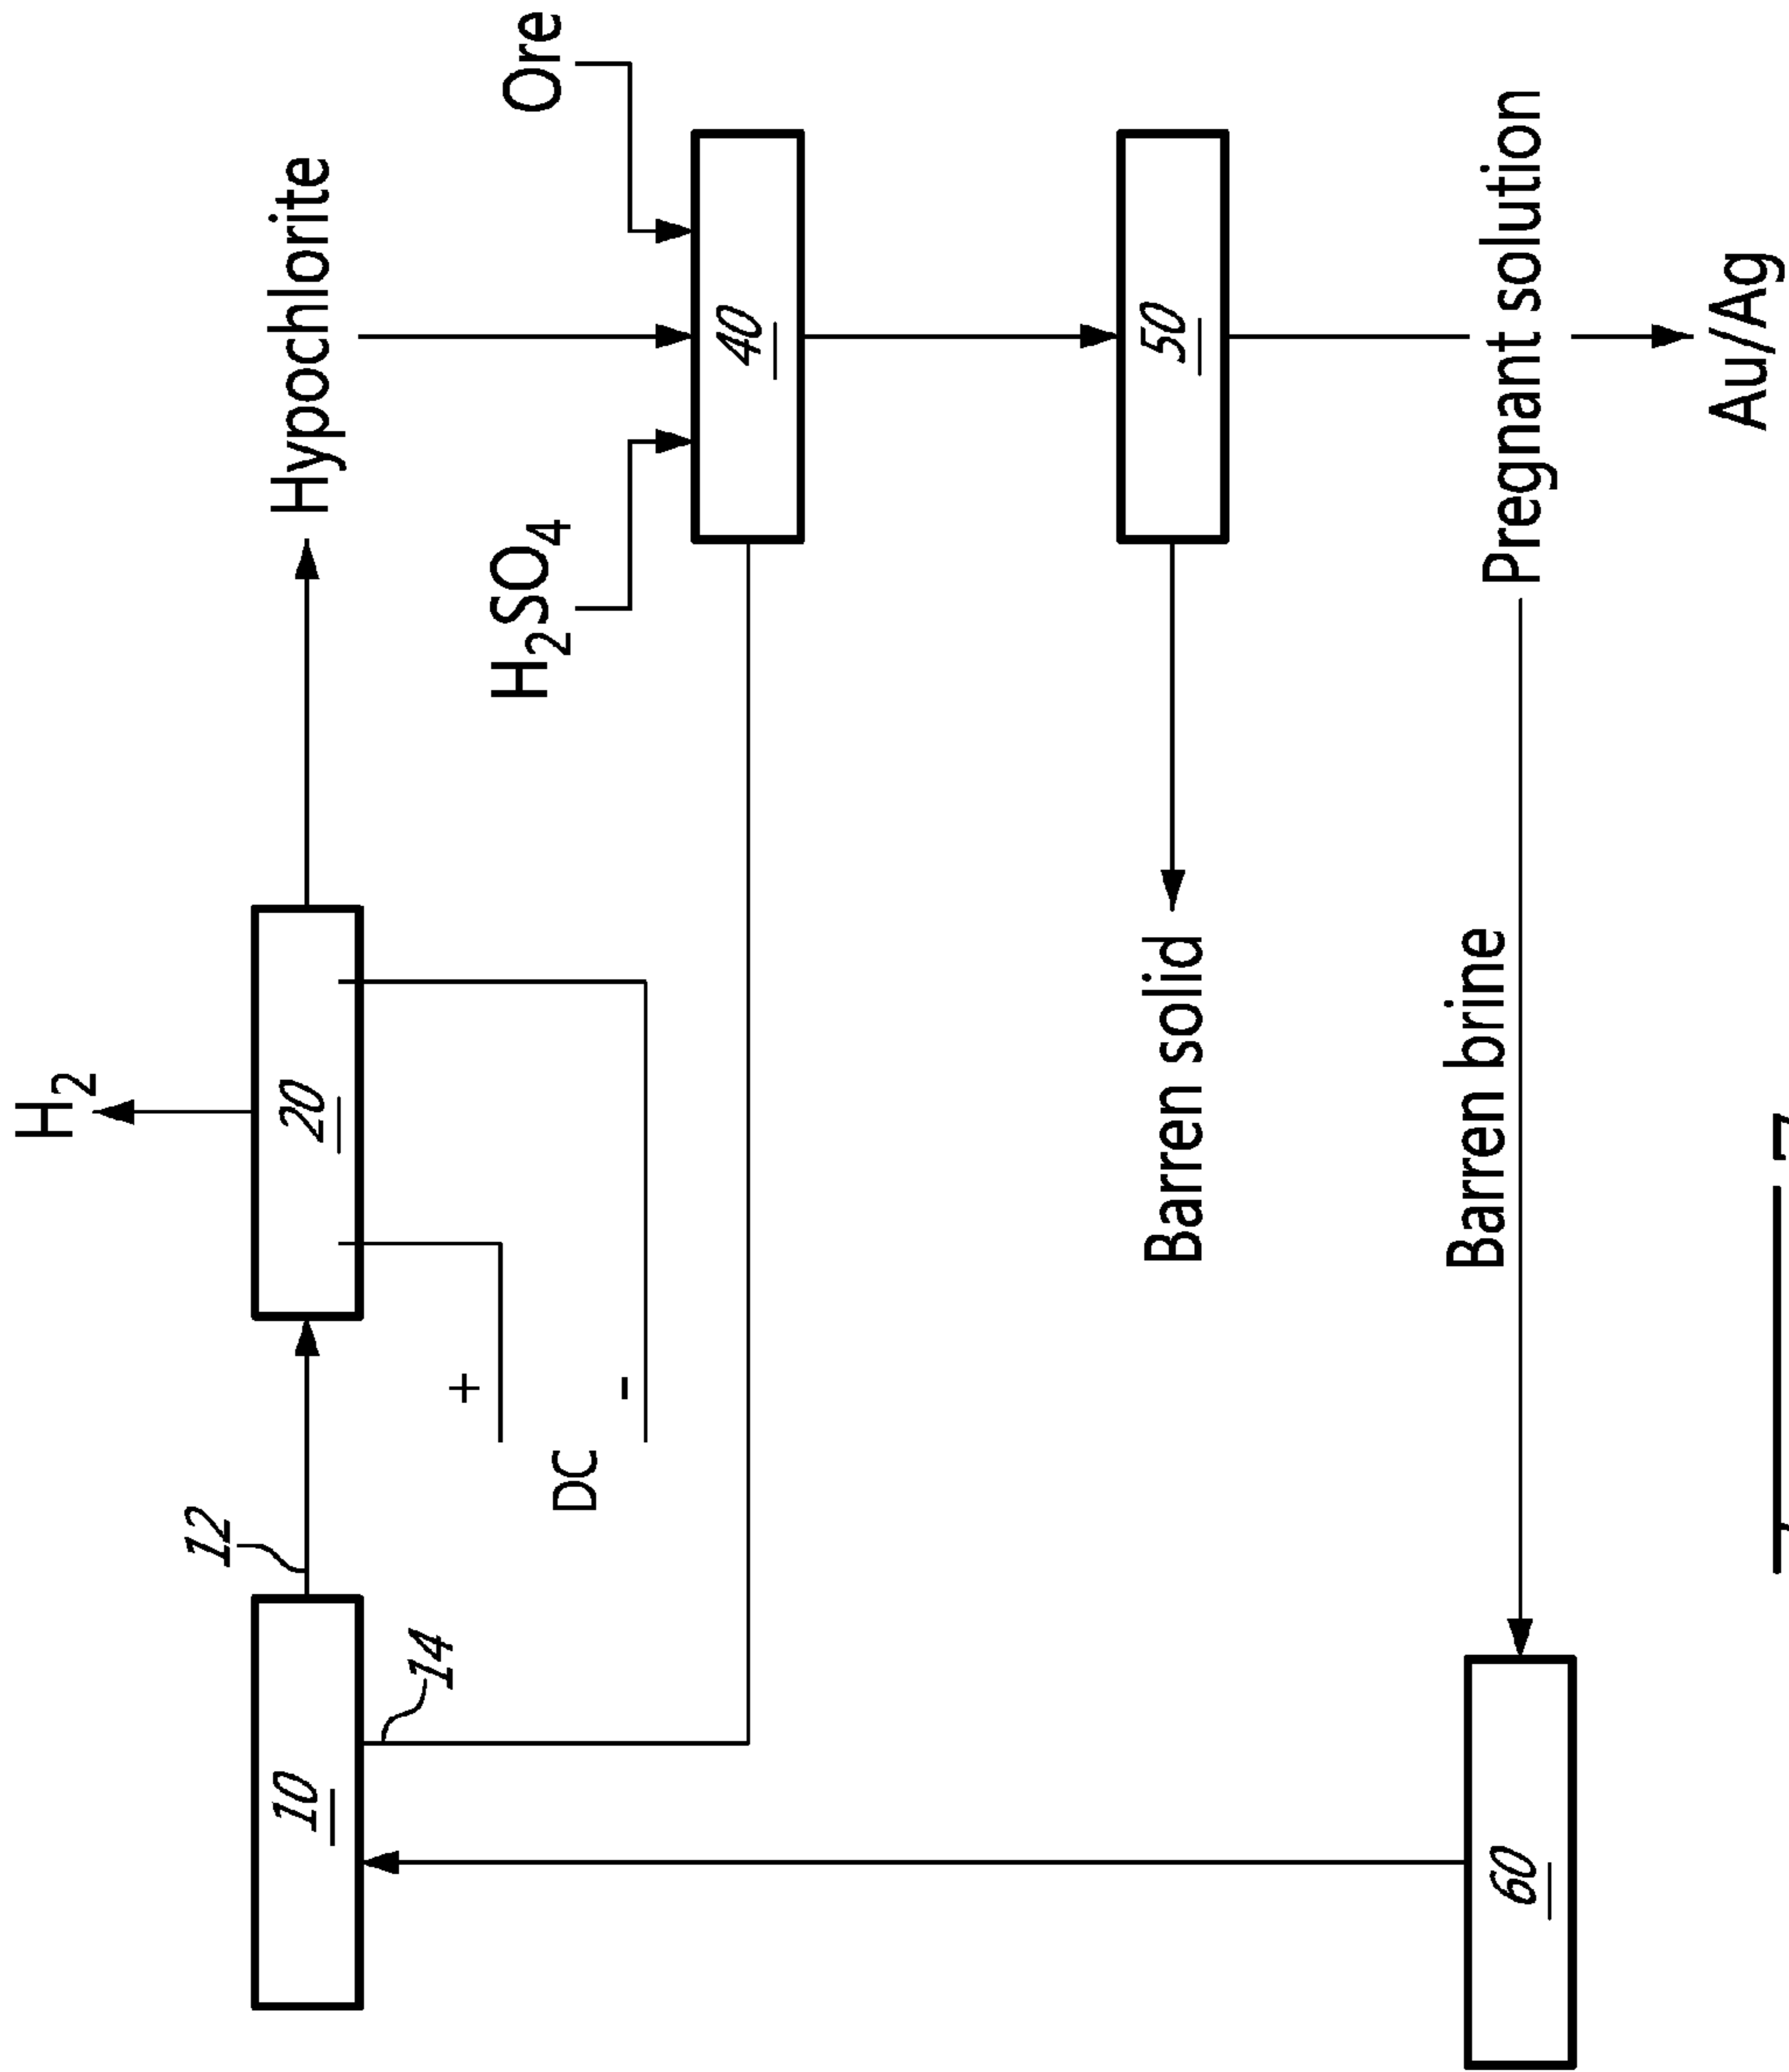 H₂
12
10
20
Hypochlorite
14
+
H₂SO₄
Ore
DC
-
40
50
Barren solid
Barren brine
60
Pregnant solution
Au//Ag